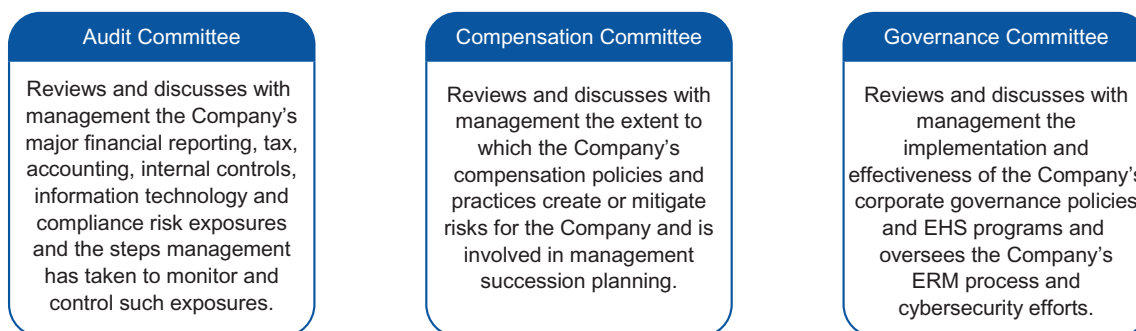 Audit Committee
Reviews and discusses with
management the Company's
major financial reporting, tax,
accounting, internal controls,
information technology and
compliance risk exposures
and the steps management
has taken to monitor and
control such exposures.
Compensation Committee
Reviews and discusses with
management the extent to
which the Company's
compensation policies and
practices create or mitigate
risks for the Company and is
involved in management
succession planning.
Governance Committee
Reviews and discusses with
management the
implementation and
effectiveness of the Company's
corporate governance policies
and EHS programs and
oversees the Company's
ERM process and
cybersecurity efforts.